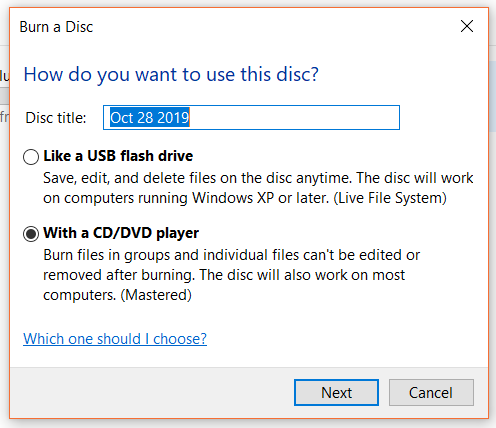 Burn a Disc
How do you want to use this disc?
Disc title: Oct 28 2019
Like a USB flash drive
Save, edit, and delete files on the disc anytime. The disc will work
on computers running Windows XP or later. (Live File System)
With a CD/DVD player
Burn files in groups and individual files can't be edited or
removed after burning. The disc will also work on most
computers. (Mastered)
Which one should I choose?
Next Cancel